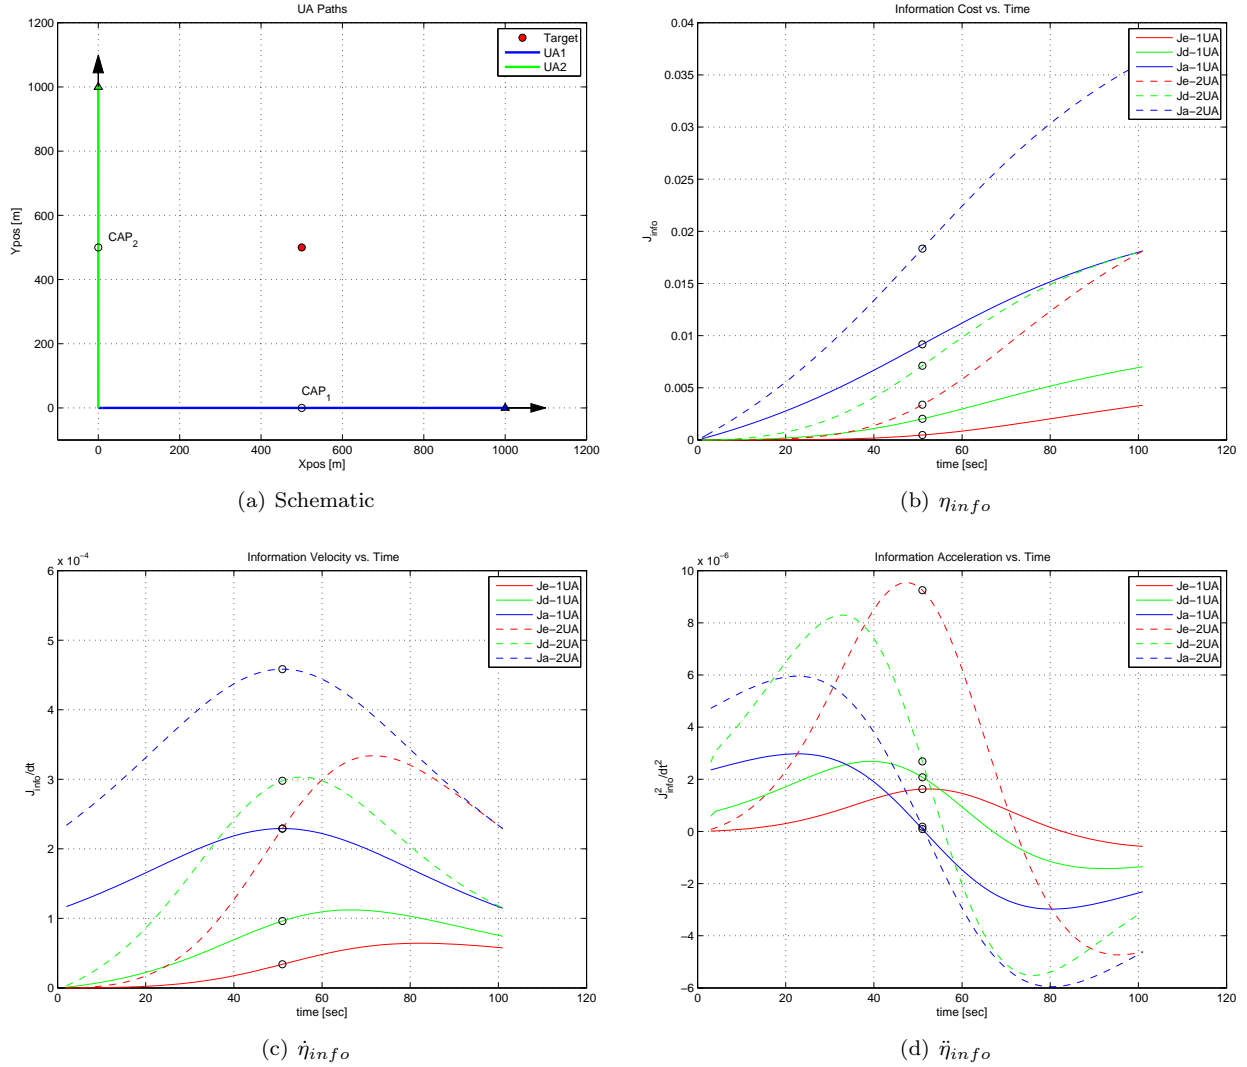 UA Paths
1200
1000
800
600
400
200
0
Ypos [m]
Target
UA1
UA2
CAP2
CAP1
0 200 400 600 800 1000 1200
Xpos [m]
(a) Schematic
Information Cost vs. Time
0.04
0.035
0.03
0.025
0.02
0.015
0.01
0.005
0
Jinfo
Je−1UA
Jd−1UA
Ja−1UA
Je−2UA
Jd−2UA
Ja−2UA
0 20 40 60 80 100 120
time [sec]
(b) ηinfo
Information Velocity vs. Time
x 10−4
6
5
4
3
2
1
0
Jinfo/dt
Je−1UA
Jd−1UA
Ja−1UA
Je−2UA
Jd−2UA
Ja−2UA
0 20 40 60 80 100 120
time [sec]
(c) η̇info
Information Acceleration vs. Time
x 10−6
10
8
6
4
2
0
−2
−4
−6
J2info/dt2
Je−1UA
Jd−1UA
Ja−1UA
Je−2UA
Jd−2UA
Ja−2UA
0 20 40 60 80 100 120
time [sec]
(d) η̈info